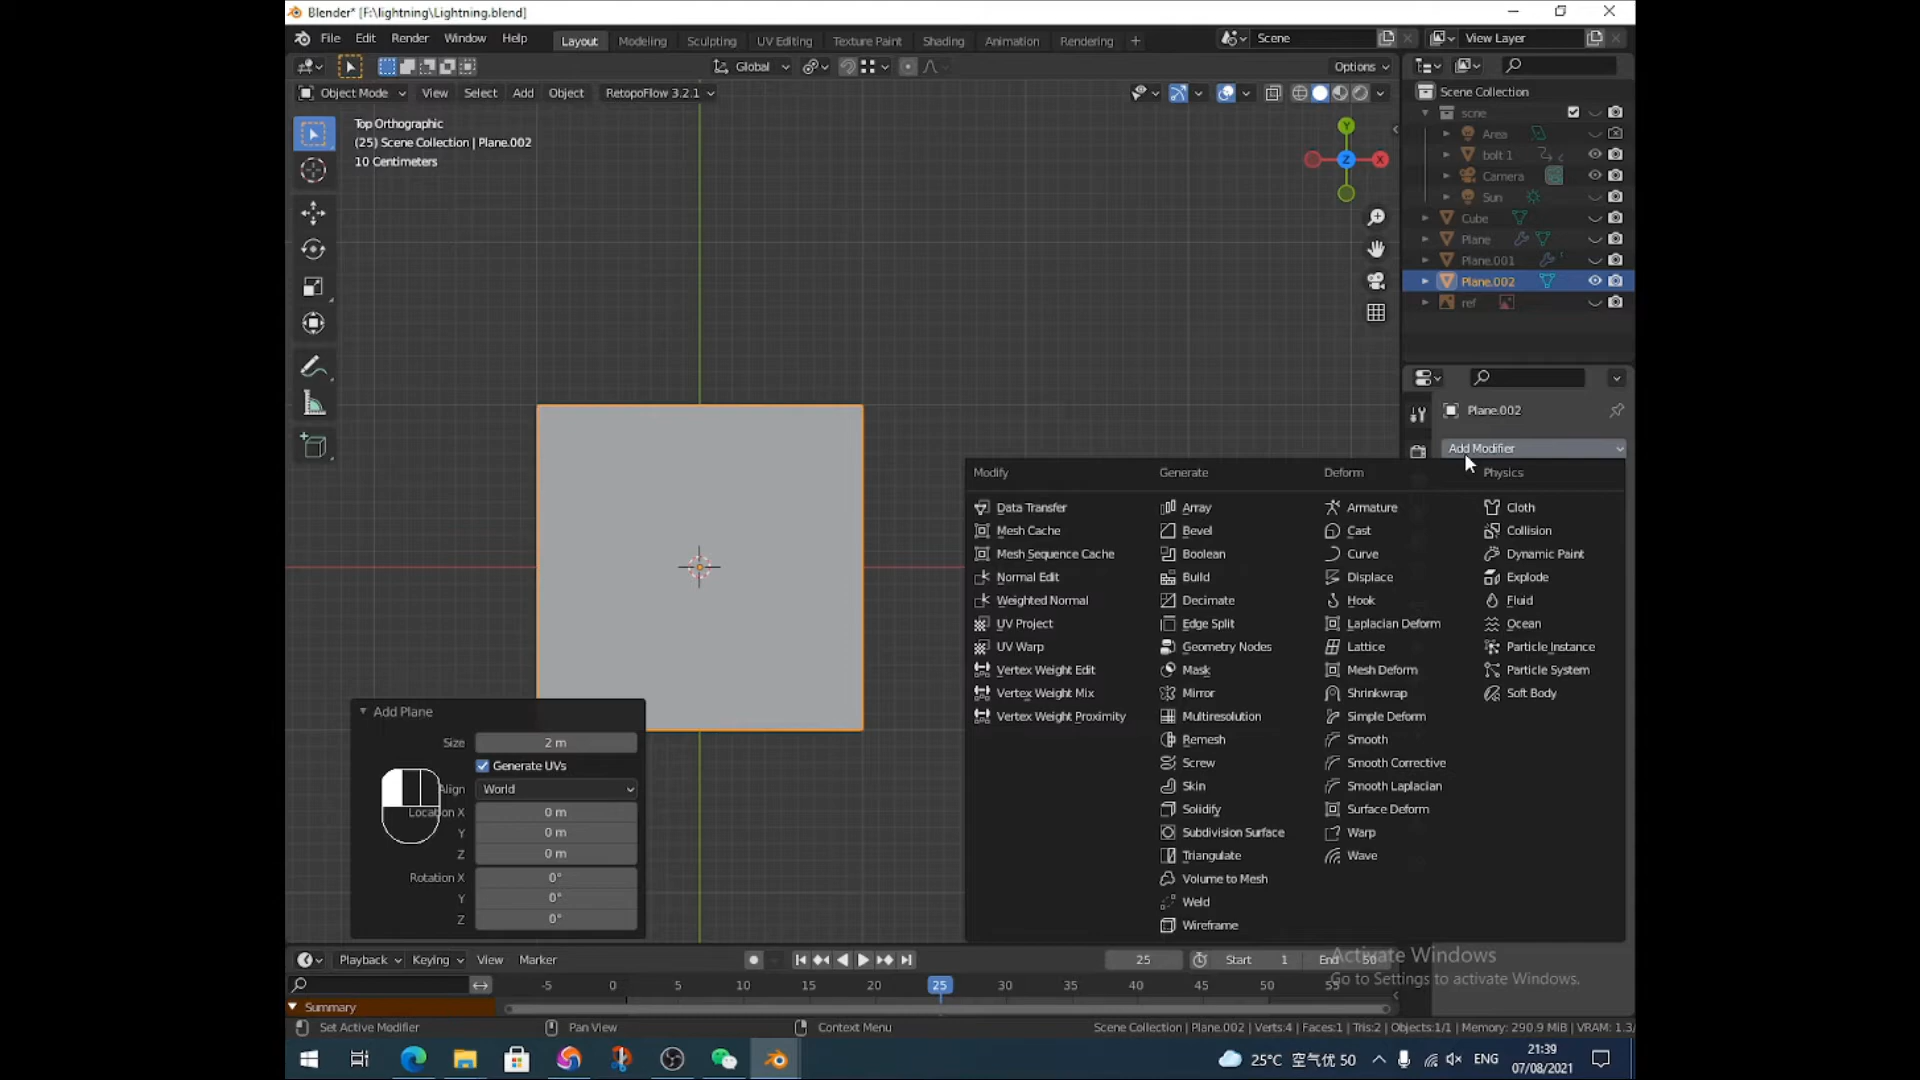 Blender* [F:\lightning\Lightning.blend]
File Edit Render Window Help
Layout Modeling Sculpting UV Editing Texture Paint Shading Animation Rendering +
Scene
View Layer
Global
Options
Object Mode View Select Add Object RetopoFlow 3.2.1
Top Orthographic
(25) Scene Collection | Plane.002
10 Centimeters
Y
Z
X
Scene Collection
scne
Area
bolt 1
Camera
Sun
Cube
Plane
Plane.001
Plane.002
ref
Plane.002
Add Modifier
Modify
Data Transfer
Mesh Cache
Mesh Sequence Cache
Normal Edit
Weighted Normal
UV Project
UV Warp
Vertex Weight Edit
Vertex Weight Mix
Vertex Weight Proximity
Generate
Array
Bevel
Boolean
Build
Decimate
Edge Split
Geometry Nodes
Mask
Mirror
Multiresolution
Remesh
Screw
Skin
Solidify
Subdivision Surface
Triangulate
Volume to Mesh
Weld
Wireframe
Deform
Armature
Cast
Curve
Displace
Hook
Laplacian Deform
Lattice
Mesh Deform
Shrinkwrap
Simple Deform
Smooth
Smooth Corrective
Smooth Laplacian
Surface Deform
Warp
Wave
Physics
Cloth
Collision
Dynamic Paint
Explode
Fluid
Ocean
Particle Instance
Particle System
Soft Body
Add Plane
Size 2 m
Generate UVs
Align World
Location X 0 m
Y 0 m
Z 0 m
Rotation X 0°
Y 0°
Z 0°
Activate Windows
Go to Settings to activate Windows.
Playback Keying View Marker
25 Start 1 End 50
-5 0 5 10 15 20 25 30 35 40 45 50 55
Summary
Set Active Modifier Pan View Context Menu
Scene Collection | Plane.002 | Verts:4 | Faces:1 | Tris:2 | Objects:1/1 | Memory: 290.9 MiB | VRAM: 1.3/
25°C 空气优 50
ENG
21:39
07/08/2021